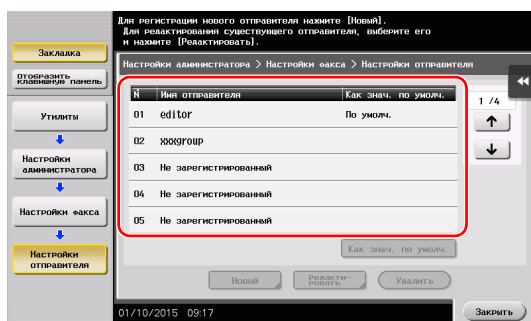 Для регистрации нового отправителя нажмите [Новый].
Для редактирования существующего отправителя, выберите его
и нажмите [Редактировать].
Закладка
Отобразить
клавишную панель
Утилиты
Настройки
администратора
Настройки факса
Настройки
отправителя
Настройки администратора > Настройки факса > Настройки отправителя
N Имя отправителя Как знач. по умолч.
01 editor По умолч.
02 xxxgroup
03 Не зарегистрированный
04 Не зарегистрированный
05 Не зарегистрированный
1 /4
Как знач. по умолч.
Новый
Редакти-
ровать
Удалить
01/10/2015 09:17
Закрыть